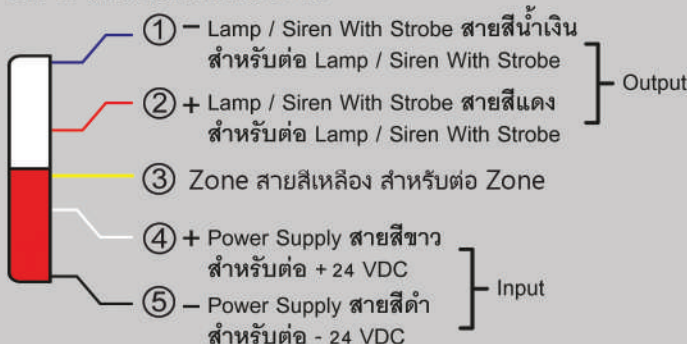 ① – Lamp / Siren With Strobe สายสีน้ำเงิน
สำหรับต่อ Lamp / Siren With Strobe
② + Lamp / Siren With Strobe สายสีแดง
สำหรับต่อ Lamp / Siren With Strobe
Output
③ Zone สายสีเหลือง สำหรับต่อ Zone
④ + Power Supply สายสีขาว
สำหรับต่อ + 24 VDC
⑤ – Power Supply สายสีดำ
สำหรับต่อ - 24 VDC
Input